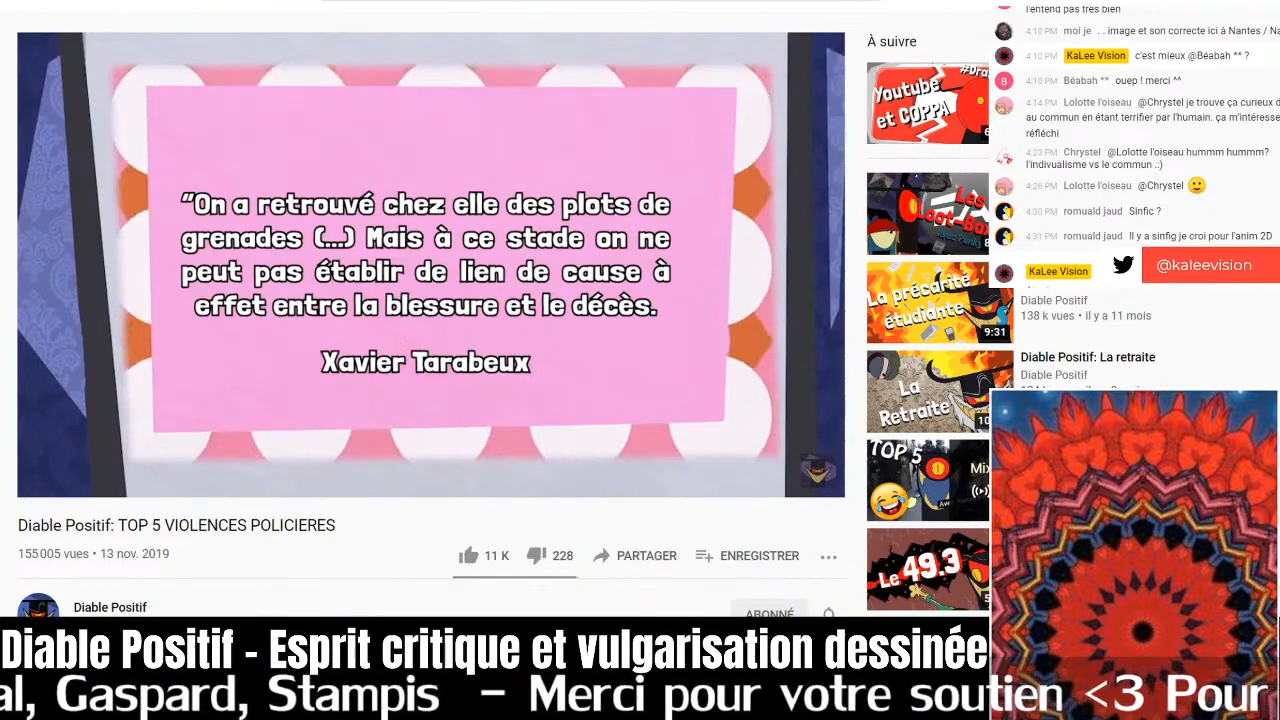 "On a retrouvé chez elle des plots de
grenades (...) Mais à ce stade on ne
peut pas établir de lien de cause à
effet entre la blessure et le décès.
Xavier Tarabeux
Diable Positif: TOP 5 VIOLENCES POLICIERES
155 005 vues • 13 nov. 2019
11 K
228
PARTAGER
ENREGISTRER
Diable Positif
ABONNÉ
À suivre
Youtube
et COPPA
Les
Loot-Box
La précarité
étudiante
9:31
La
Retraite
10
TOP 5
Mix
Le 49.3
5
l'entend pas très bien
4:10 PM moi je . . image et son correcte ici à Nantes / Na
4:10 PM KaLee Vision c'est mieux @Béabah ** ?
B
4:10 PM Béabah ** ouep ! merci ^^
4:14 PM Lolotte l'oiseau @Chrystel je trouve ça curieux d
au commun en étant terrifier par l'humain. ça m'intéresse
réfléchi
4:23 PM Chrystel @Lolotte l'oiseau hummm hummm?
l'indivualisme vs le commun .:)
4:26 PM Lolotte l'oiseau @Chrystel
4:30 PM romuald jaud Sinfic ?
4:31 PM romuald jaud Il y a sinfig je croi pour l'anim 2D
KaLee Vision
@kaleevision
Diable Positif
138 k vues • il y a 11 mois
Diable Positif: La retraite
Diable Positif
Diable Positif - Esprit critique et vulgarisation dessinée
al, Gaspard, Stampis - Merci pour votre soutien <3 Pour